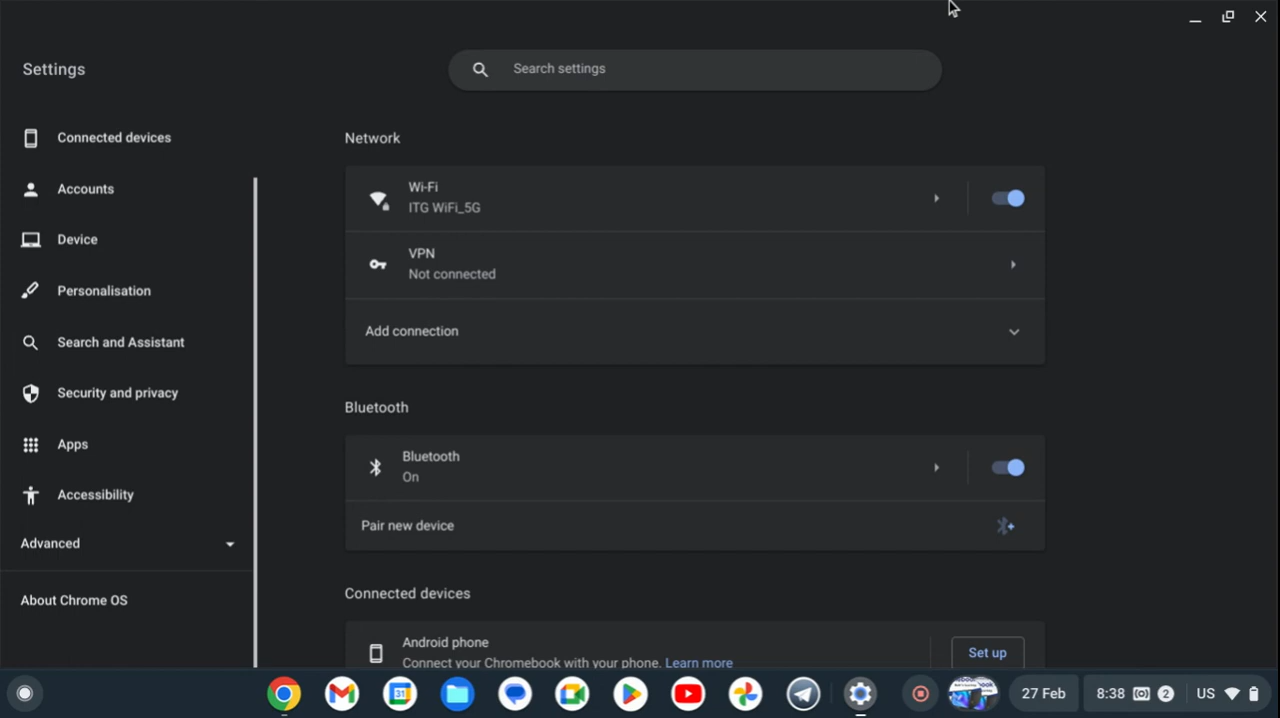 Settings
Search settings
Connected devices
Accounts
Device
Personalisation
Search and Assistant
Security and privacy
Apps
Accessibility
Advanced
About Chrome OS
Network
Wi-Fi
ITG WiFi_5G
VPN
Not connected
Add connection
Bluetooth
Bluetooth
On
Pair new device
Connected devices
Android phone
Connect your Chromebook with your phone. Learn more
Set up
31
27 Feb
8:38 2 US